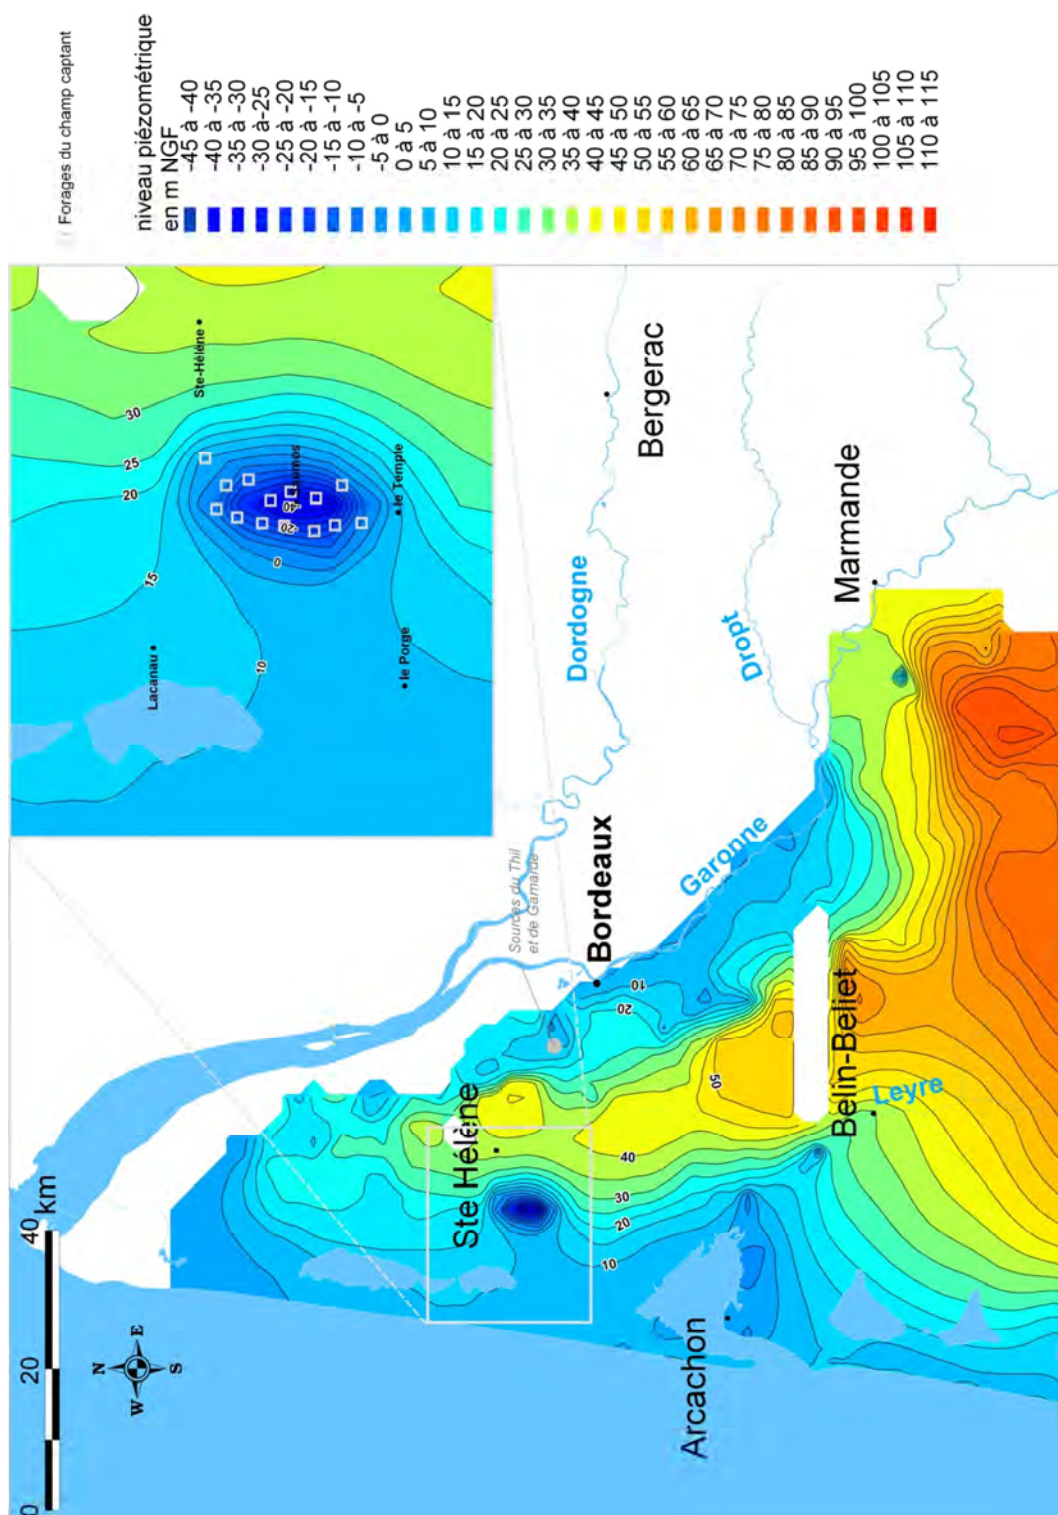 Forages du champ captant
niveau piézométrique
en m NGF
-45 à -40
-40 à -35
-35 à -30
-30 à-25
-25 à -20
-20 à -15
-15 à -10
-10 à -5
-5 à 0
0 à 5
5 à 10
10 à 15
15 à 20
20 à 25
25 à 30
30 à 35
35 à 40
40 à 45
45 à 50
50 à 55
55 à 60
60 à 65
65 à 70
70 à 75
75 à 80
80 à 85
85 à 90
90 à 95
95 à 100
100 à 105
105 à 110
110 à 115
Ste-Hélène
30
25
20
15
Lacanau
10
0
-20
-40
le Temple
le Porge
0
20
40
km
N
E
S
W
Sources du Thil
et de Gamarde
Bordeaux
Dordogne
Bergerac
Dropt
Marmande
Garonne
Ste Hélène
10
20
50
40
30
20
10
Belin-Beliet
Leyre
Arcachon